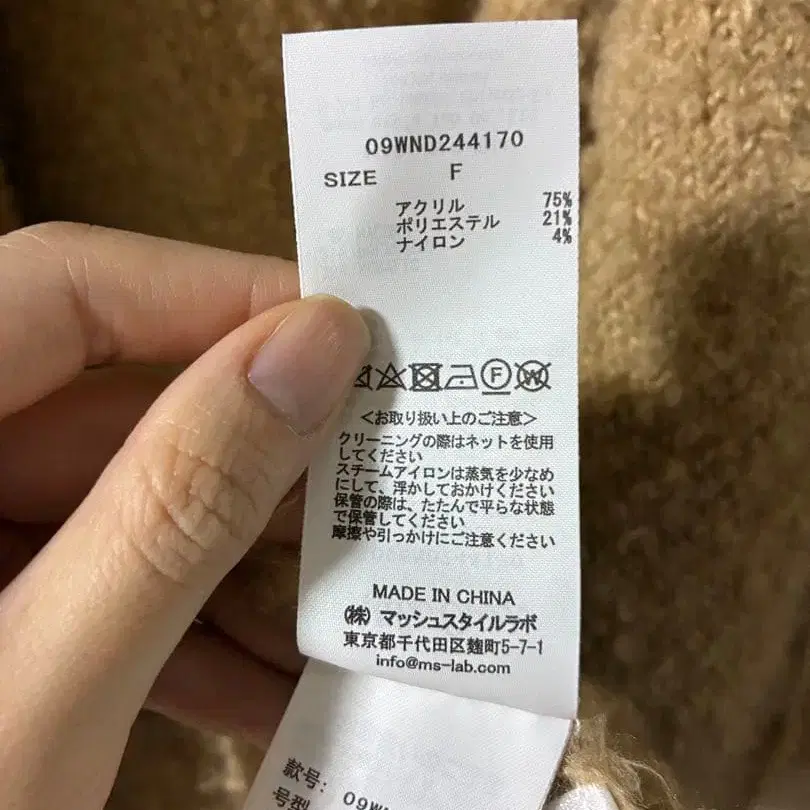 09WND244170
SIZE F
アクリル 75%
ポリエステル 21%
ナイロン 4%
F W
<お取り扱い上のご注意>
クリーニングの際はネットを使用
してください
スチームアイロンは蒸気を少なめ
にして、浮かしておかけください
保管の際は、たたんで平らな状態
で保管してください
摩擦や引っかけにご注意ください
MADE IN CHINA
(株) マッシュスタイルラボ
東京都千代田区麹町5-7-1
info@ms-lab.com
款号: 09W
号型